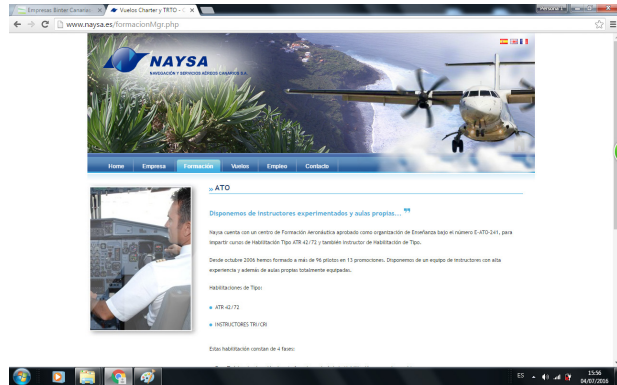 Empresas Binter Canarias
Vuelos Charter y TRTO -
www.naysa.es/formacionMgr.php
NAYSA
NAVEGACIÓN Y SERVICIOS AÉREOS CANARIOS S.A.
Home Empresa Formación Vuelos Empleo Contacto
» ATO
Disponemos de instructores experimentados y aulas propias... ”
Naysa cuenta con un centro de Formación Aeronáutica aprobado como organización de Enseñanza bajo el número E-ATO-241, para
impartir cursos de Habilitación Tipo ATR 42/72 y también Instructor de Habilitación de Tipo.
Desde octubre 2006 hemos formado a más de 96 pilotos en 13 promociones. Disponemos de un equipo de instructores con alta
experiencia y además de aulas propias totalmente equipadas.
Habilitaciones de Tipo:
ATR 42/72
INSTRUCTORES TRI/CRI
Estas habilitación constan de 4 fases:
ES
15:56
04/07/2016